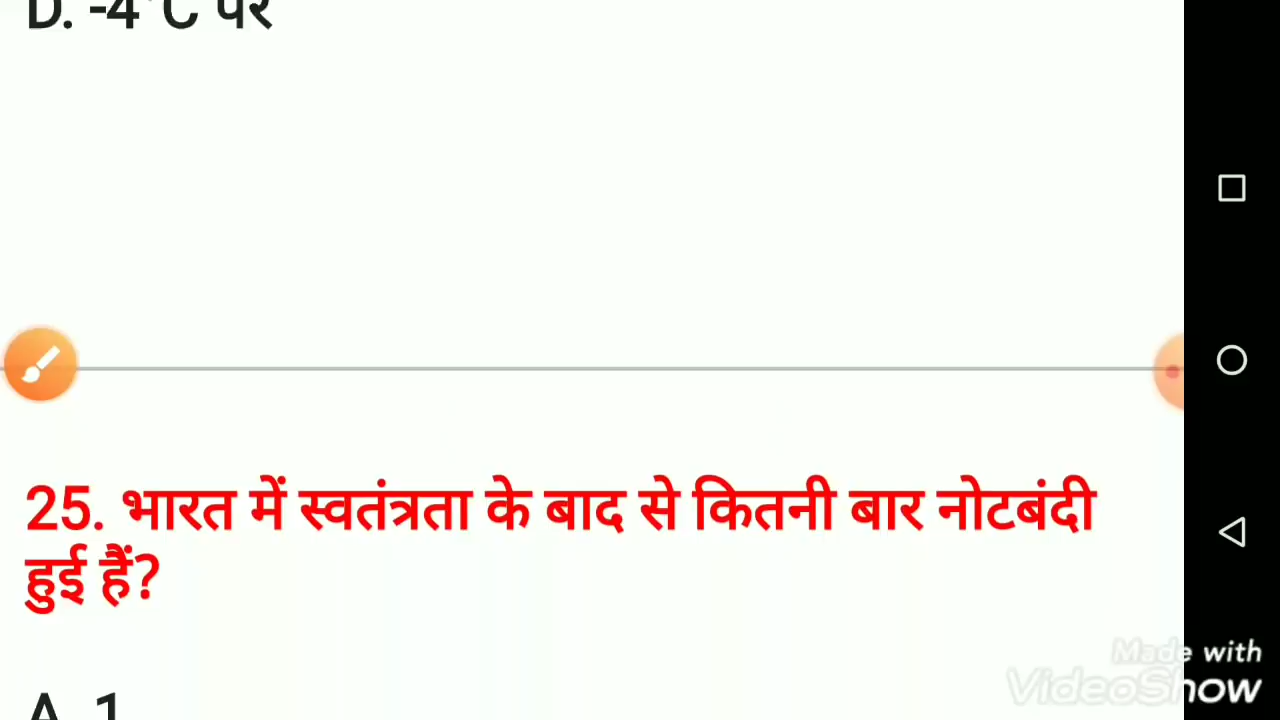 D. -4°C पर
25. भारत में स्वतंत्रता के बाद से कितनी बार नोटबंदी
हुई हैं?
A. 1
Made with
VideoShow